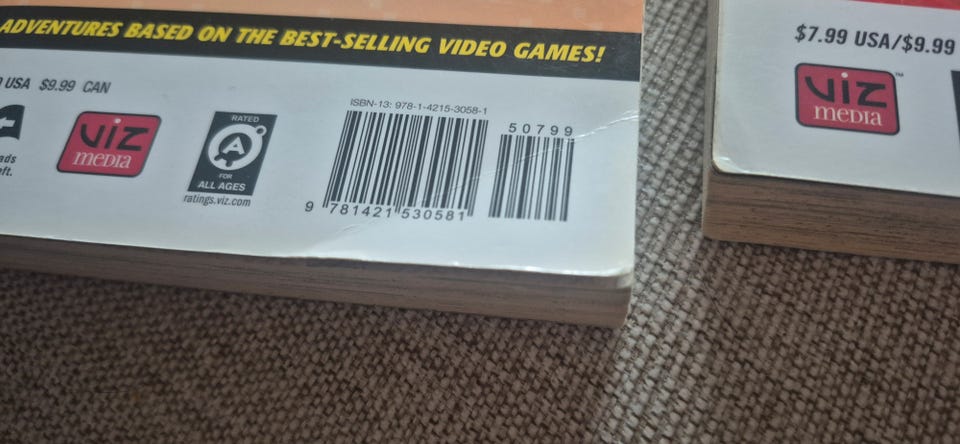 ADVENTURES BASED ON THE BEST-SELLING VIDEO GAMES!
USA $9.99 CAN
viz
media
RATED
A
FOR
ALL AGES
ratings.viz.com
ISBN-13: 978-1-4215-3058-1
50799
9 781421 530581
$7.99 USA/$9.99
viz™
media